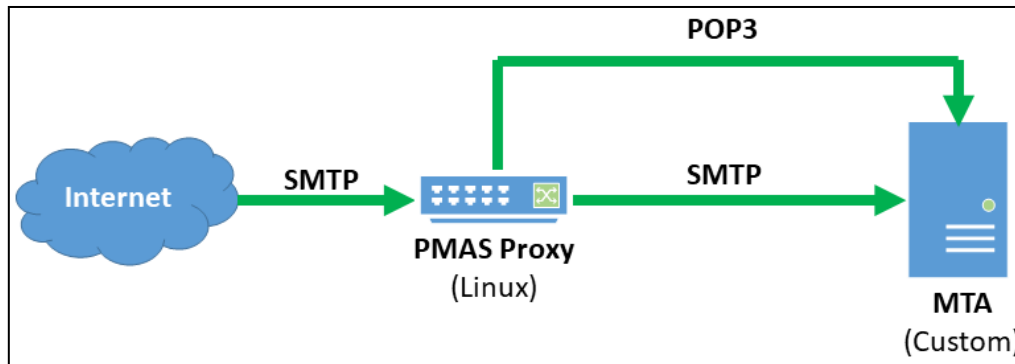 POP3
Internet
SMTP
SMTP
PMAS Proxy
(Linux)
MTA
(Custom)